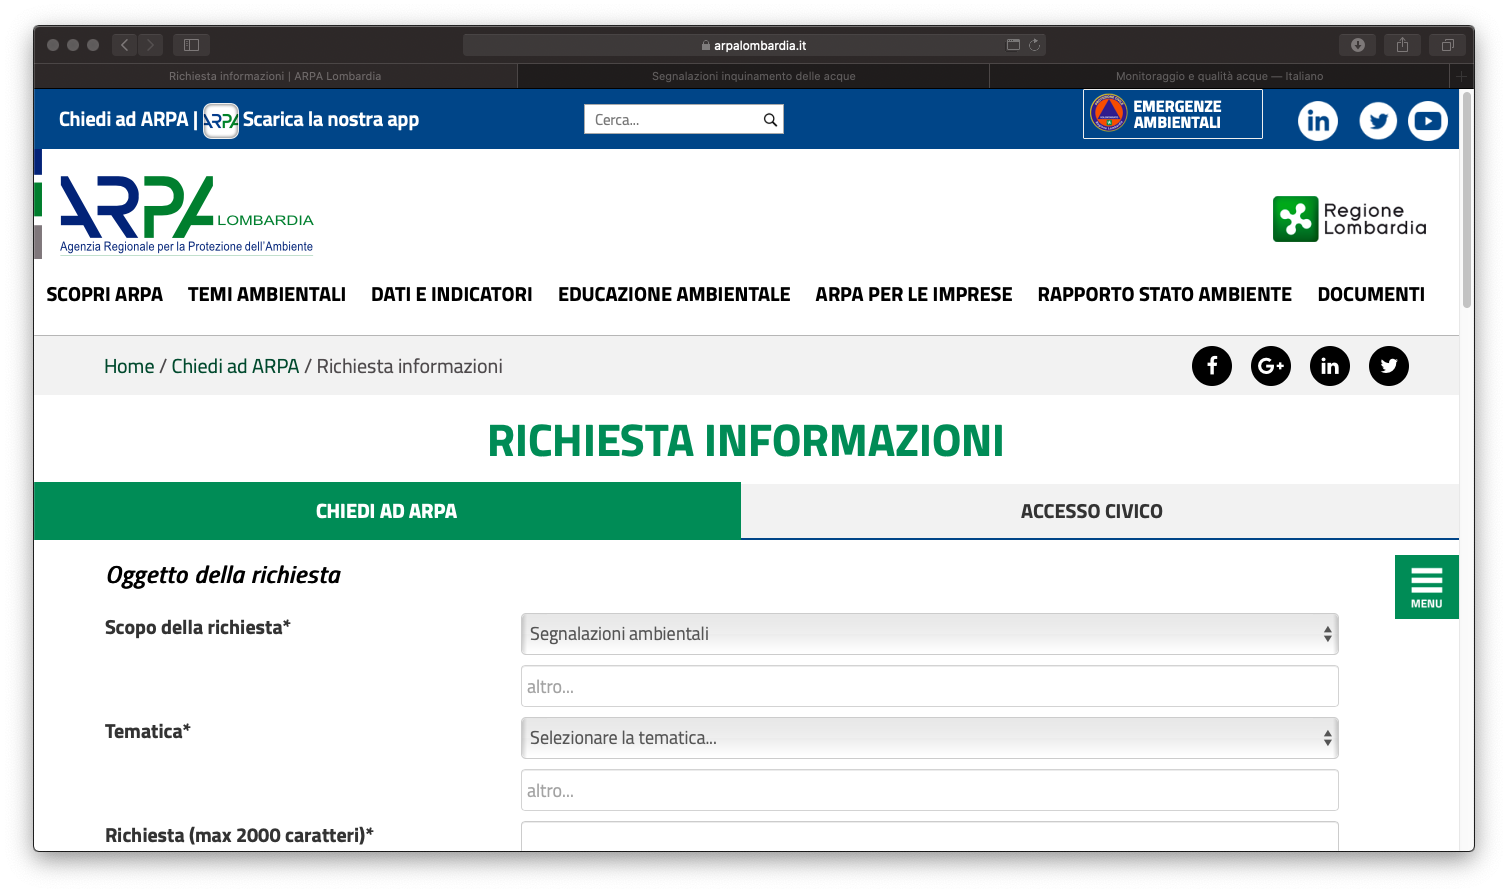 arpalombardia.it
Richiesta informazioni | ARPA Lombardia
Segnalazioni inquinamento delle acque
Monitoraggio e qualità acque — Italiano
Chiedi ad ARPA | ARPA Scarica la nostra app
Cerca...
EMERGENZE
AMBIENTALI
ARPA LOMBARDIA
Agenzia Regionale per la Protezione dell'Ambiente
Regione
Lombardia
SCOPRI ARPA TEMI AMBIENTALI DATI E INDICATORI EDUCAZIONE AMBIENTALE ARPA PER LE IMPRESE RAPPORTO STATO AMBIENTE DOCUMENTI
Home / Chiedi ad ARPA / Richiesta informazioni
RICHIESTA INFORMAZIONI
CHIEDI AD ARPA
ACCESSO CIVICO
Oggetto della richiesta
MENU
Scopo della richiesta*
Segnalazioni ambientali
altro...
Tematica*
Selezionare la tematica...
altro...
Richiesta (max 2000 caratteri)*